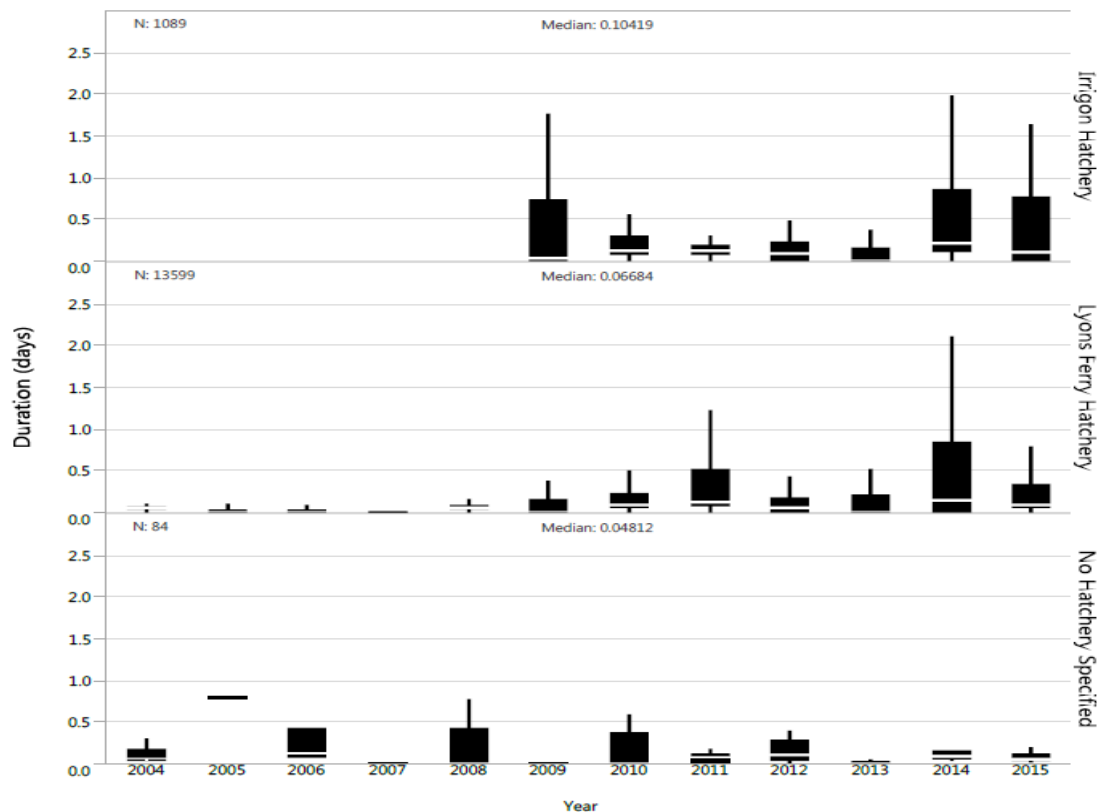 N: 1089 Median: 0.10419
2.5
2.0
1.5
1.0
0.5
0.0
Irrigon Hatchery
N: 13599 Median: 0.06684
2.5
2.0
1.5
1.0
0.5
0.0
Lyons Ferry Hatchery
Duration (days)
N: 84 Median: 0.04812
2.5
2.0
1.5
1.0
0.5
0.0
No Hatchery Specified
2004 2005 2006 2007 2008 2009 2010 2011 2012 2013 2014 2015
Year